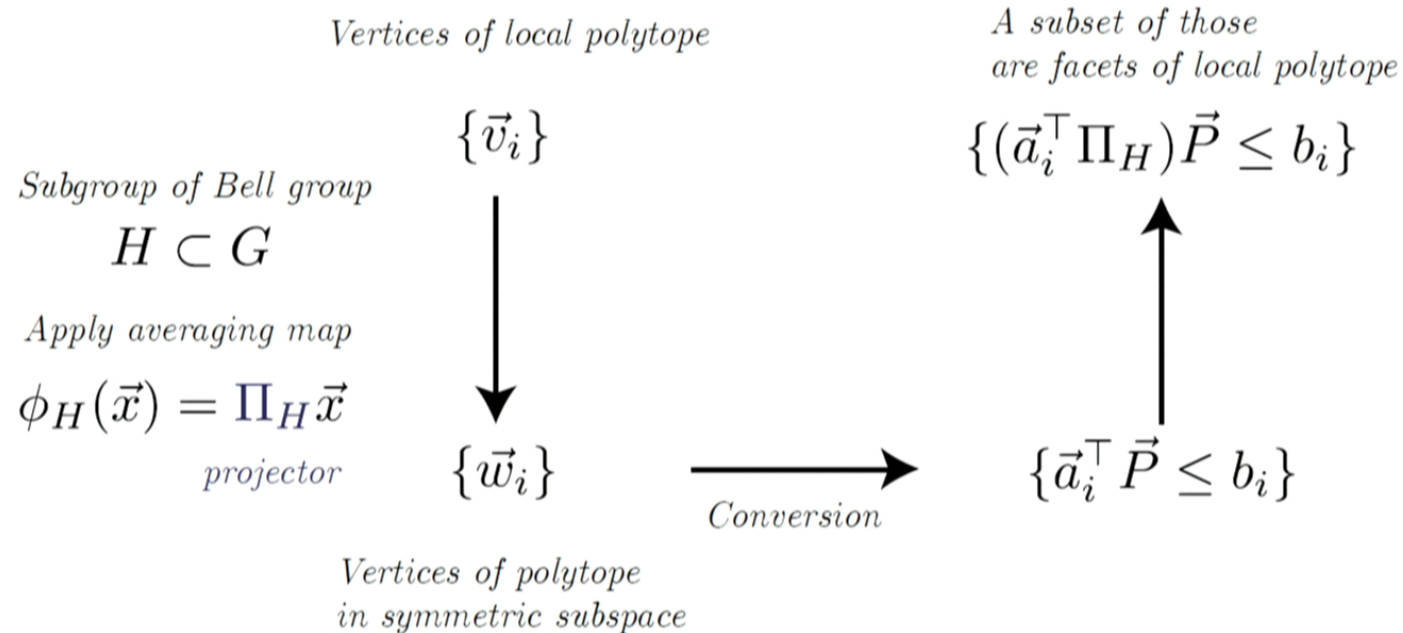 Vertices of local polytope
{v⃗ᵢ}
Subgroup of Bell group
H ⊂ G
Apply averaging map
ϕ_H(x⃗) = Π_H x⃗
projector
{w⃗ᵢ}
Vertices of polytope
in symmetric subspace
Conversion
A subset of those
are facets of local polytope
{(a⃗ᵢ^⊤ Π_H)P⃗ ≤ bᵢ}
{a⃗ᵢ^⊤ P⃗ ≤ bᵢ}